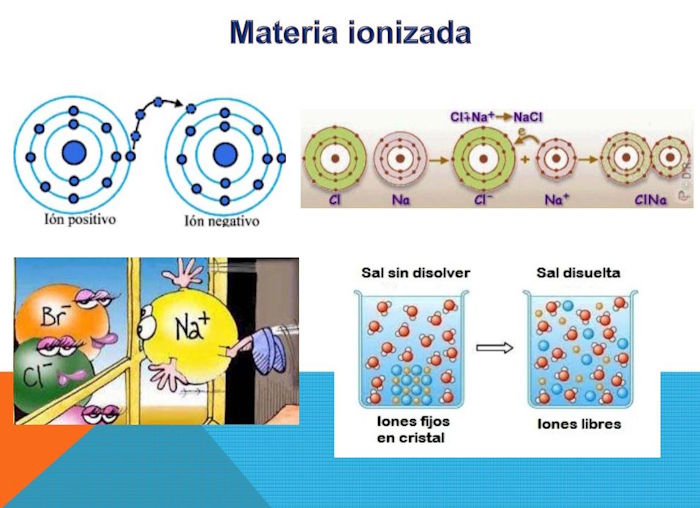 Materia ionizada
Ión positivo
Ión negativo
Cl⁻+Na⁺→NaCl
e
Cl
Na
Cl⁻
+
Na⁺
ClNa
Br⁻
Cl⁻
Na⁺
Sal sin disolver
Sal disuelta
Iones fijos
en cristal
Iones libres